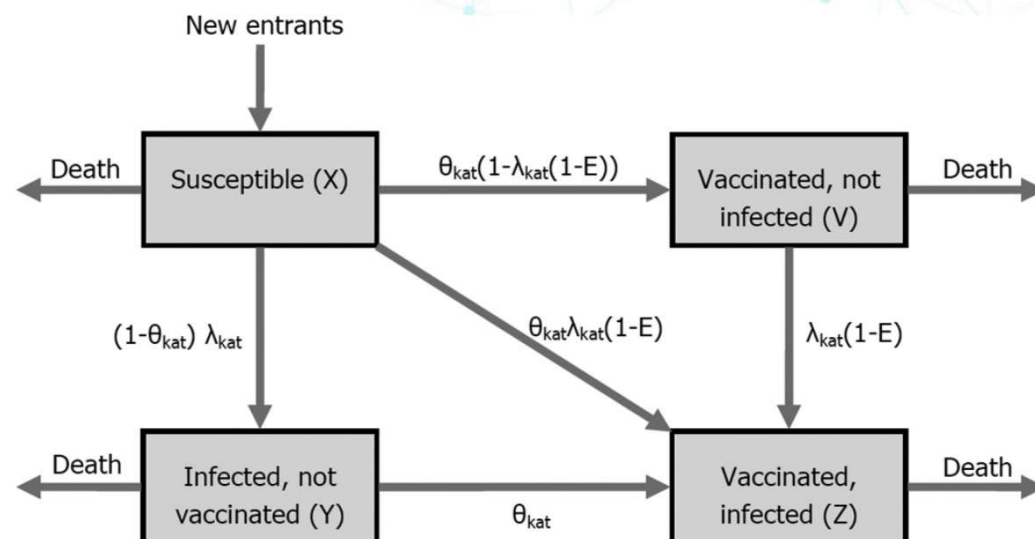 New entrants
Death
Susceptible (X)
θkat(1-λkat(1-E))
Vaccinated, not
infected (V)
Death
(1-θkat) λkat
θkatλkat(1-E)
λkat(1-E)
Death
Infected, not
vaccinated (Y)
θkat
Vaccinated,
infected (Z)
Death